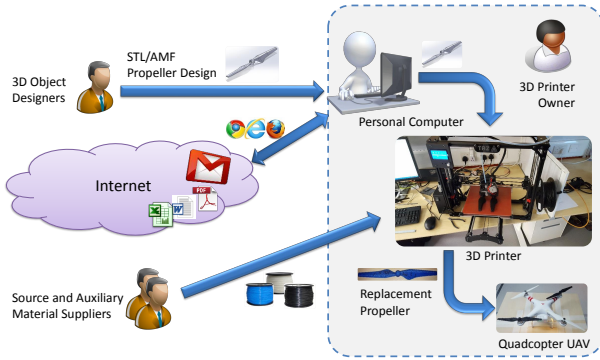 STL/AMF
Propeller Design
3D Object
Designers
3D Printer
Owner
Personal Computer
Internet
PDF
W
X
3D Printer
Source and Auxiliary
Material Suppliers
Replacement
Propeller
Quadcopter UAV